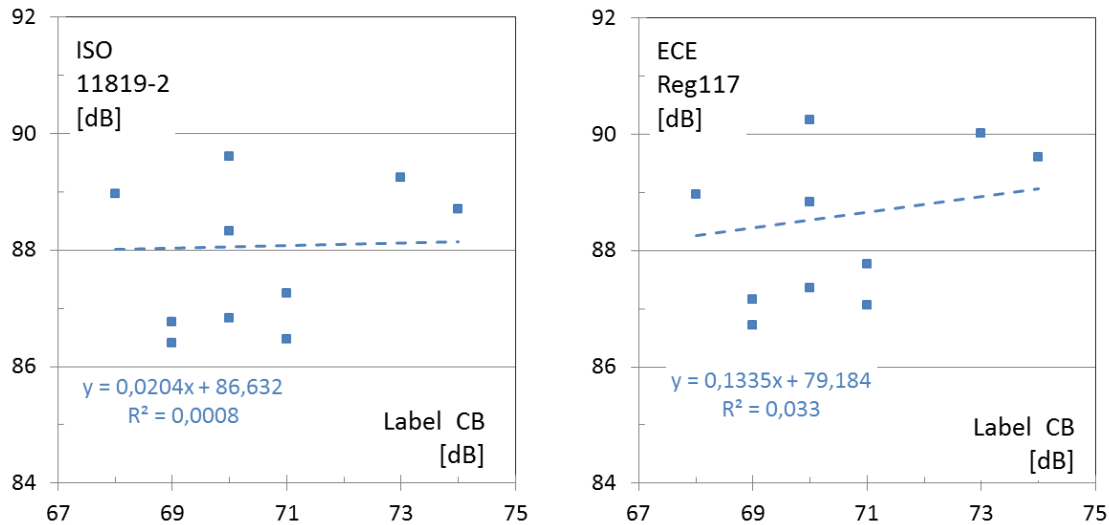 92
ISO
11819-2
[dB]
90
88
86
y = 0,0204x + 86,632
R² = 0,0008
Label CB
[dB]
84
67
69
71
73
75
92
ECE
Reg117
[dB]
90
88
86
y = 0,1335x + 79,184
R² = 0,033
Label CB
[dB]
84
67
69
71
73
75